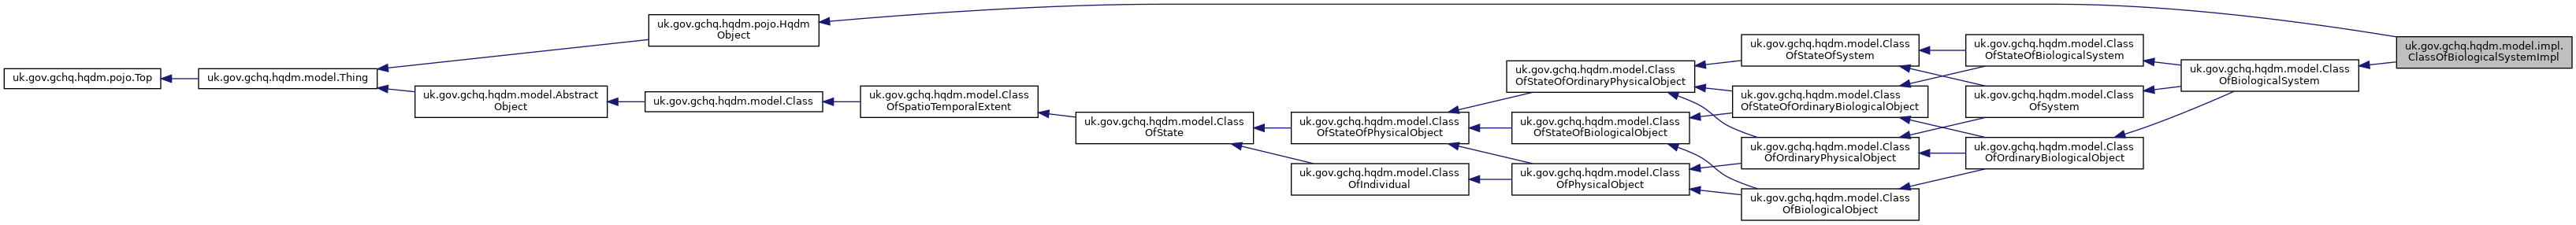 uk.gov.gchq.hqdm.pojo.Top
uk.gov.gchq.hqdm.model.Thing
uk.gov.gchq.hqdm.pojo.Hqdm
Object
uk.gov.gchq.hqdm.model.Abstract
Object
uk.gov.gchq.hqdm.model.Class
uk.gov.gchq.hqdm.model.Class
OfSpatioTemporalExtent
uk.gov.gchq.hqdm.model.Class
OfState
uk.gov.gchq.hqdm.model.Class
OfStateOfPhysicalObject
uk.gov.gchq.hqdm.model.Class
OfIndividual
uk.gov.gchq.hqdm.model.Class
OfStateOfOrdinaryPhysicalObject
uk.gov.gchq.hqdm.model.Class
OfStateOfBiologicalObject
uk.gov.gchq.hqdm.model.Class
OfPhysicalObject
uk.gov.gchq.hqdm.model.Class
OfStateOfSystem
uk.gov.gchq.hqdm.model.Class
OfStateOfOrdinaryBiologicalObject
uk.gov.gchq.hqdm.model.Class
OfOrdinaryPhysicalObject
uk.gov.gchq.hqdm.model.Class
OfBiologicalObject
uk.gov.gchq.hqdm.model.Class
OfStateOfBiologicalSystem
uk.gov.gchq.hqdm.model.Class
OfSystem
uk.gov.gchq.hqdm.model.Class
OfOrdinaryBiologicalObject
uk.gov.gchq.hqdm.model.Class
OfBiologicalSystem
uk.gov.gchq.hqdm.model.impl.
ClassOfBiologicalSystemImpl